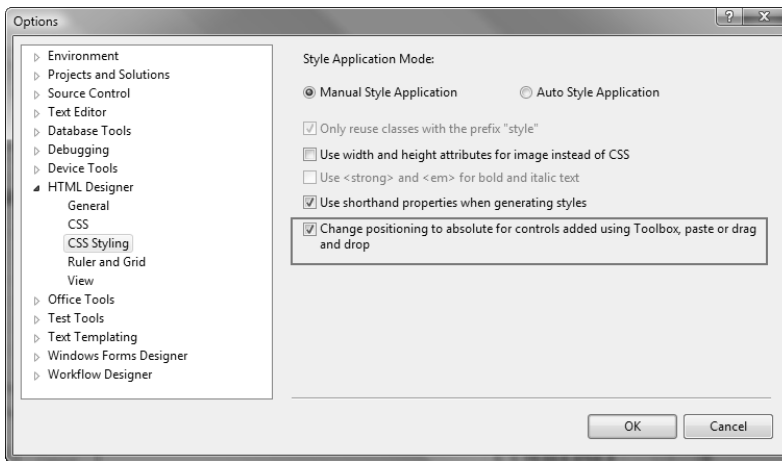 Options
Environment
Projects and Solutions
Source Control
Text Editor
Database Tools
Debugging
Device Tools
HTML Designer
General
CSS
CSS Styling
Ruler and Grid
View
Office Tools
Test Tools
Text Templating
Windows Forms Designer
Workflow Designer
Style Application Mode:
Manual Style Application
Auto Style Application
Only reuse classes with the prefix "style"
Use width and height attributes for image instead of CSS
Use <strong> and <em> for bold and italic text
Use shorthand properties when generating styles
Change positioning to absolute for controls added using Toolbox, paste or drag
and drop
OK
Cancel